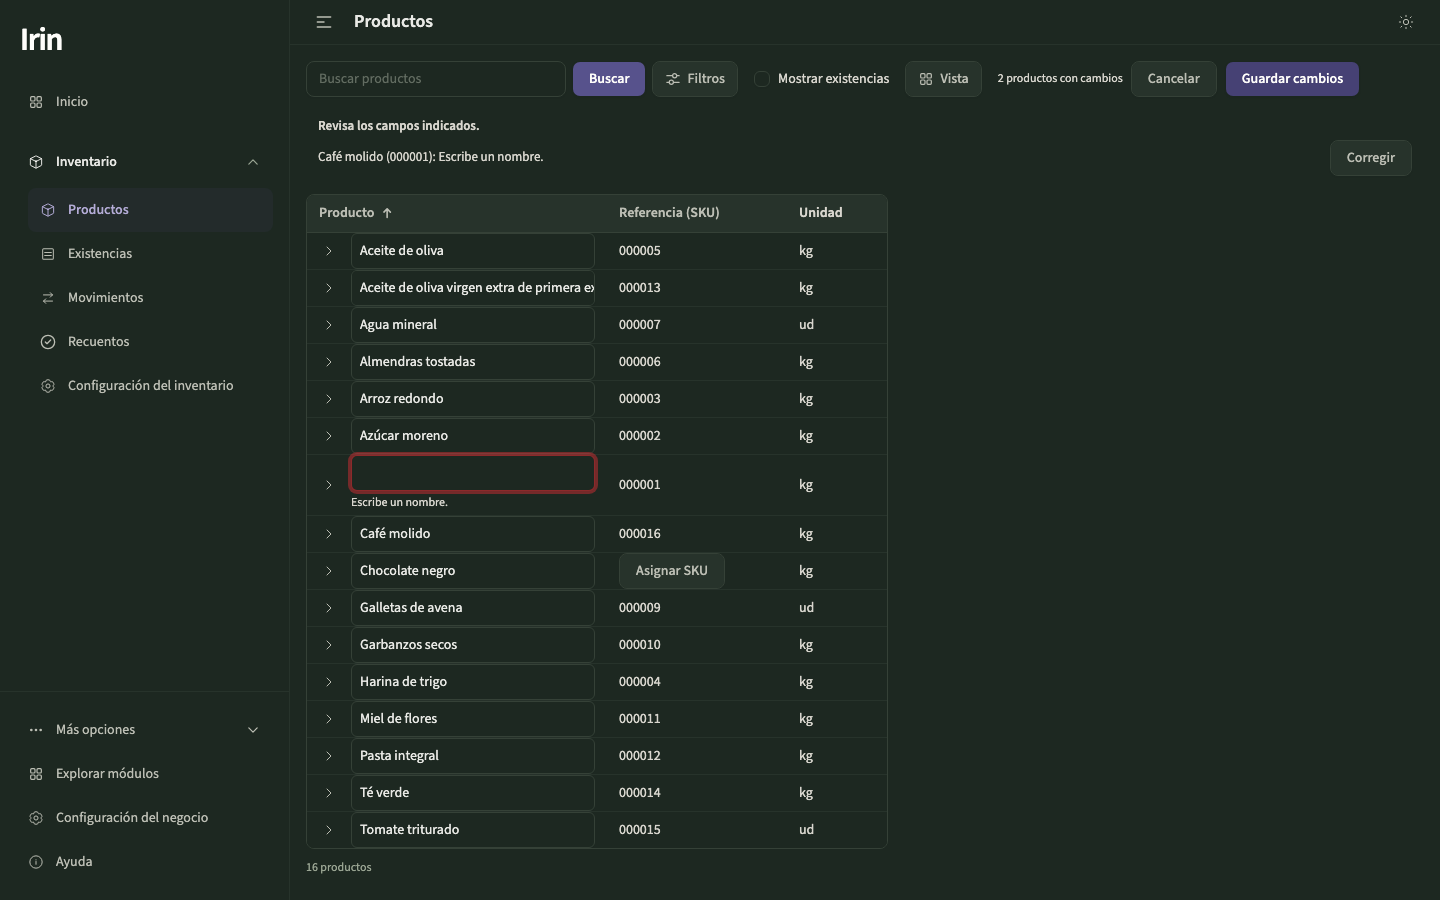 Irin
Productos
Inicio
Inventario
Productos
Existencias
Movimientos
Recuentos
Configuración del inventario
Más opciones
Explorar módulos
Configuración del negocio
Ayuda
Buscar productos Buscar Filtros Mostrar existencias Vista 2 productos con cambios Cancelar Guardar cambios
Revisa los campos indicados.
Café molido (000001): Escribe un nombre. Corregir
Producto Referencia (SKU) Unidad
Aceite de oliva 000005 kg
Aceite de oliva virgen extra de primera ex 000013 kg
Agua mineral 000007 ud
Almendras tostadas 000006 kg
Arroz redondo 000003 kg
Azúcar moreno 000002 kg
000001 kg
Escribe un nombre.
Café molido 000016 kg
Chocolate negro Asignar SKU kg
Galletas de avena 000009 ud
Garbanzos secos 000010 kg
Harina de trigo 000004 kg
Miel de flores 000011 kg
Pasta integral 000012 kg
Té verde 000014 kg
Tomate triturado 000015 ud
16 productos